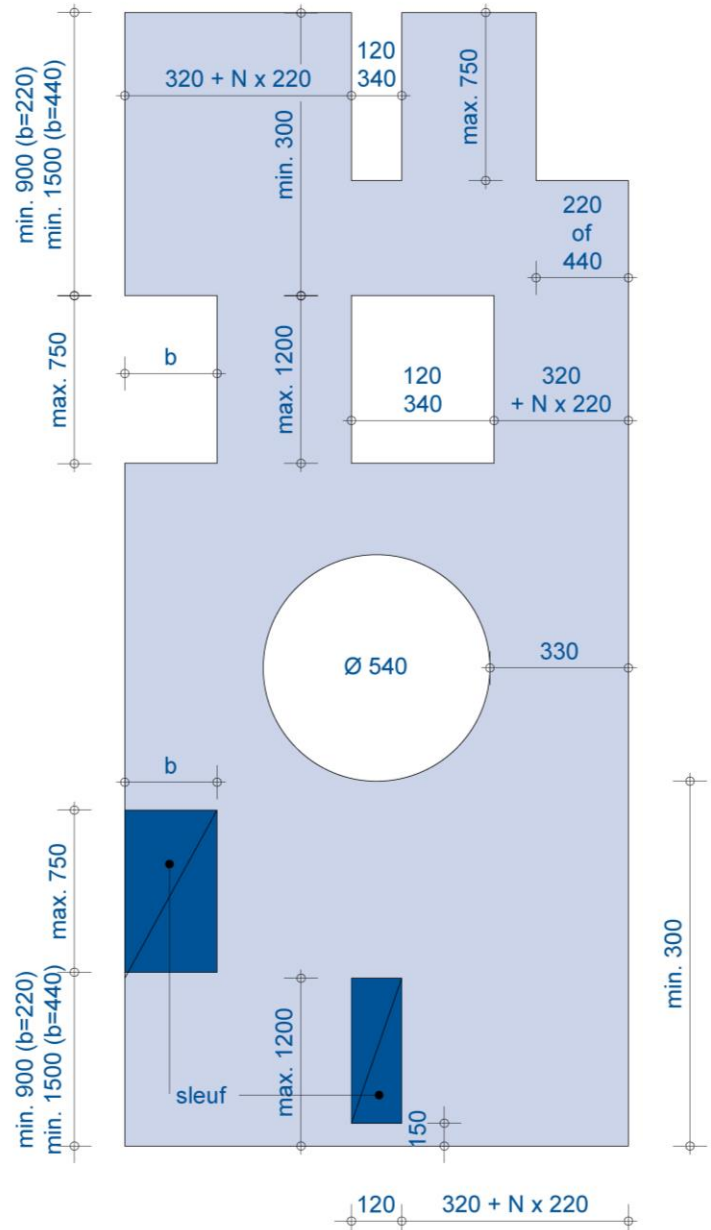 120
320 + N x 220
340
max. 750
min. 900 (b=220)
min. 1500 (b=440)
min. 300
220
of
440
max. 750
b
max. 1200
120
340
320
+ N x 220
Ø 540
330
b
max. 750
min. 300
min. 900 (b=220)
min. 1500 (b=440)
max. 1200
sleuf
150
120
320 + N x 220